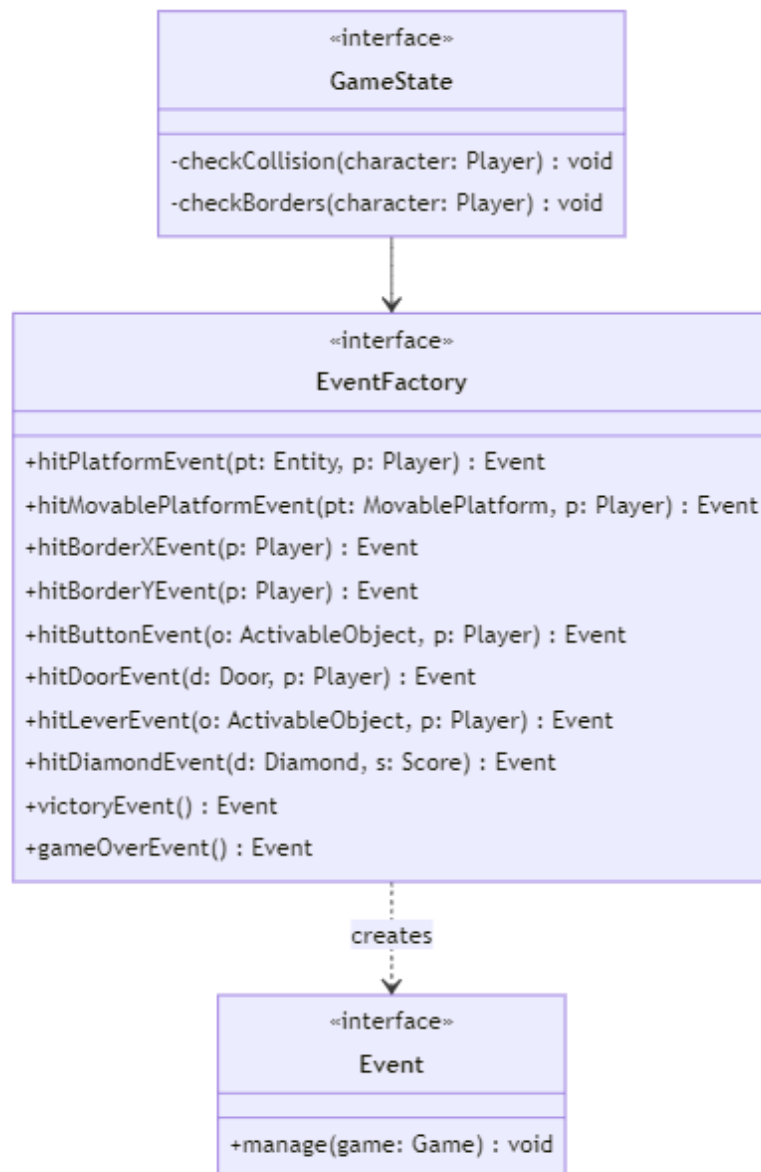 «interface»
GameState
-checkCollision(character: Player) : void
-checkBorders(character: Player) : void
«interface»
EventFactory
+hitPlatformEvent(pt: Entity, p: Player) : Event
+hitMovablePlatformEvent(pt: MovablePlatform, p: Player) : Event
+hitBorderXEvent(p: Player) : Event
+hitBorderYEvent(p: Player) : Event
+hitButtonEvent(o: ActivableObject, p: Player) : Event
+hitDoorEvent(d: Door, p: Player) : Event
+hitLeverEvent(o: ActivableObject, p: Player) : Event
+hitDiamondEvent(d: Diamond, s: Score) : Event
+victoryEvent() : Event
+gameOverEvent() : Event
creates
«interface»
Event
+manage(game: Game) : void